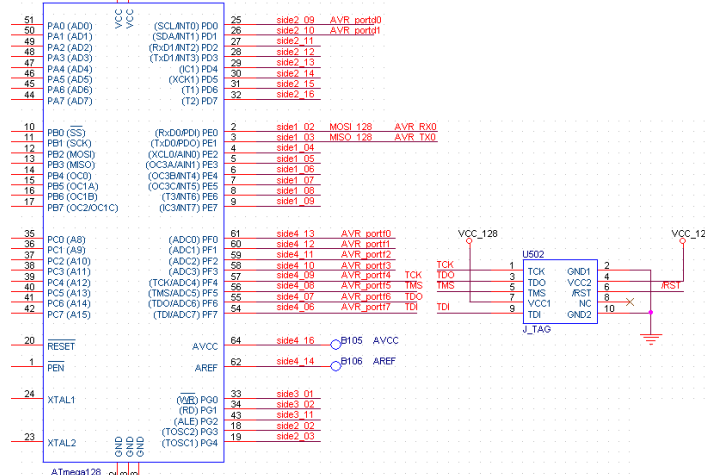 VCC VCC
51 PA0 (AD0) (SCL/INT0) PD0 25 side2_09 AVR_portd0
50 PA1 (AD1) (SDA/INT1) PD1 26 side2_10 AVR_portd1
49 PA2 (AD2) (RxD1/INT2) PD2 27 side2_11
48 PA3 (AD3) (TxD1/INT3) PD3 28 side2_12
47 PA4 (AD4) (IC1) PD4 29 side2_13
46 PA5 (AD5) (XCK1) PD5 30 side2_14
45 PA6 (AD6) (T1) PD6 31 side2_15
44 PA7 (AD7) (T2) PD7 32 side2_16
10 PB0 (SS) (RxD0/PDI) PE0 2 side1_02 MOSI_128 AVR_RX0
11 PB1 (SCK) (TxD0/PDO) PE1 3 side1_03 MISO_128 AVR_TX0
12 PB2 (MOSI) (XCL0/AIN0) PE2 4 side1_04
13 PB3 (MISO) (OC3A/AIN1) PE3 5 side1_05
14 PB4 (OC0) (OC3B/INT4) PE4 6 side1_06
15 PB5 (OC1A) (OC3C/INT5) PE5 7 side1_07
16 PB6 (OC1B) (T3/INT6) PE6 8 side1_08
17 PB7 (OC2/OC1C) (IC3/INT7) PE7 9 side1_09
35 PC0 (A8) (ADC0) PF0 61 side4_13 AVR_portf0
36 PC1 (A9) (ADC1) PF1 60 side4_12 AVR_portf1
37 PC2 (A10) (ADC2) PF2 59 side4_11 AVR_portf2
38 PC3 (A11) (ADC3) PF3 58 side4_10 AVR_portf3
39 PC4 (A12) (TCK/ADC4) PF4 57 side4_09 AVR_portf4 TCK
40 PC5 (A13) (TMS/ADC5) PF5 56 side4_08 AVR_portf5 TMS
41 PC6 (A14) (TDO/ADC6) PF6 55 side4_07 AVR_portf6 TDO
42 PC7 (A15) (TDI/ADC7) PF7 54 side4_06 AVR_portf7 TDI
VCC_128 VCC_12
U502
TCK 1 TCK GND1 2
TDO 3 TDO VCC2 4
TMS 5 TMS /RST 6 /RST
7 VCC1 NC 8
TDI 9 TDI GND2 10
J_TAG
20 RESET AVCC 64 side4_16 B105 AVCC
1 PEN AREF 62 side4_14 B106 AREF
24 XTAL1 (WR) PG0 33 side3_01
(RD) PG1 34 side3_02
(ALE) PG2 43 side3_11
(TOSC2) PG3 18 side2_02
23 XTAL2 (TOSC1) PG4 19 side2_03
GND GND GND
ATmega128